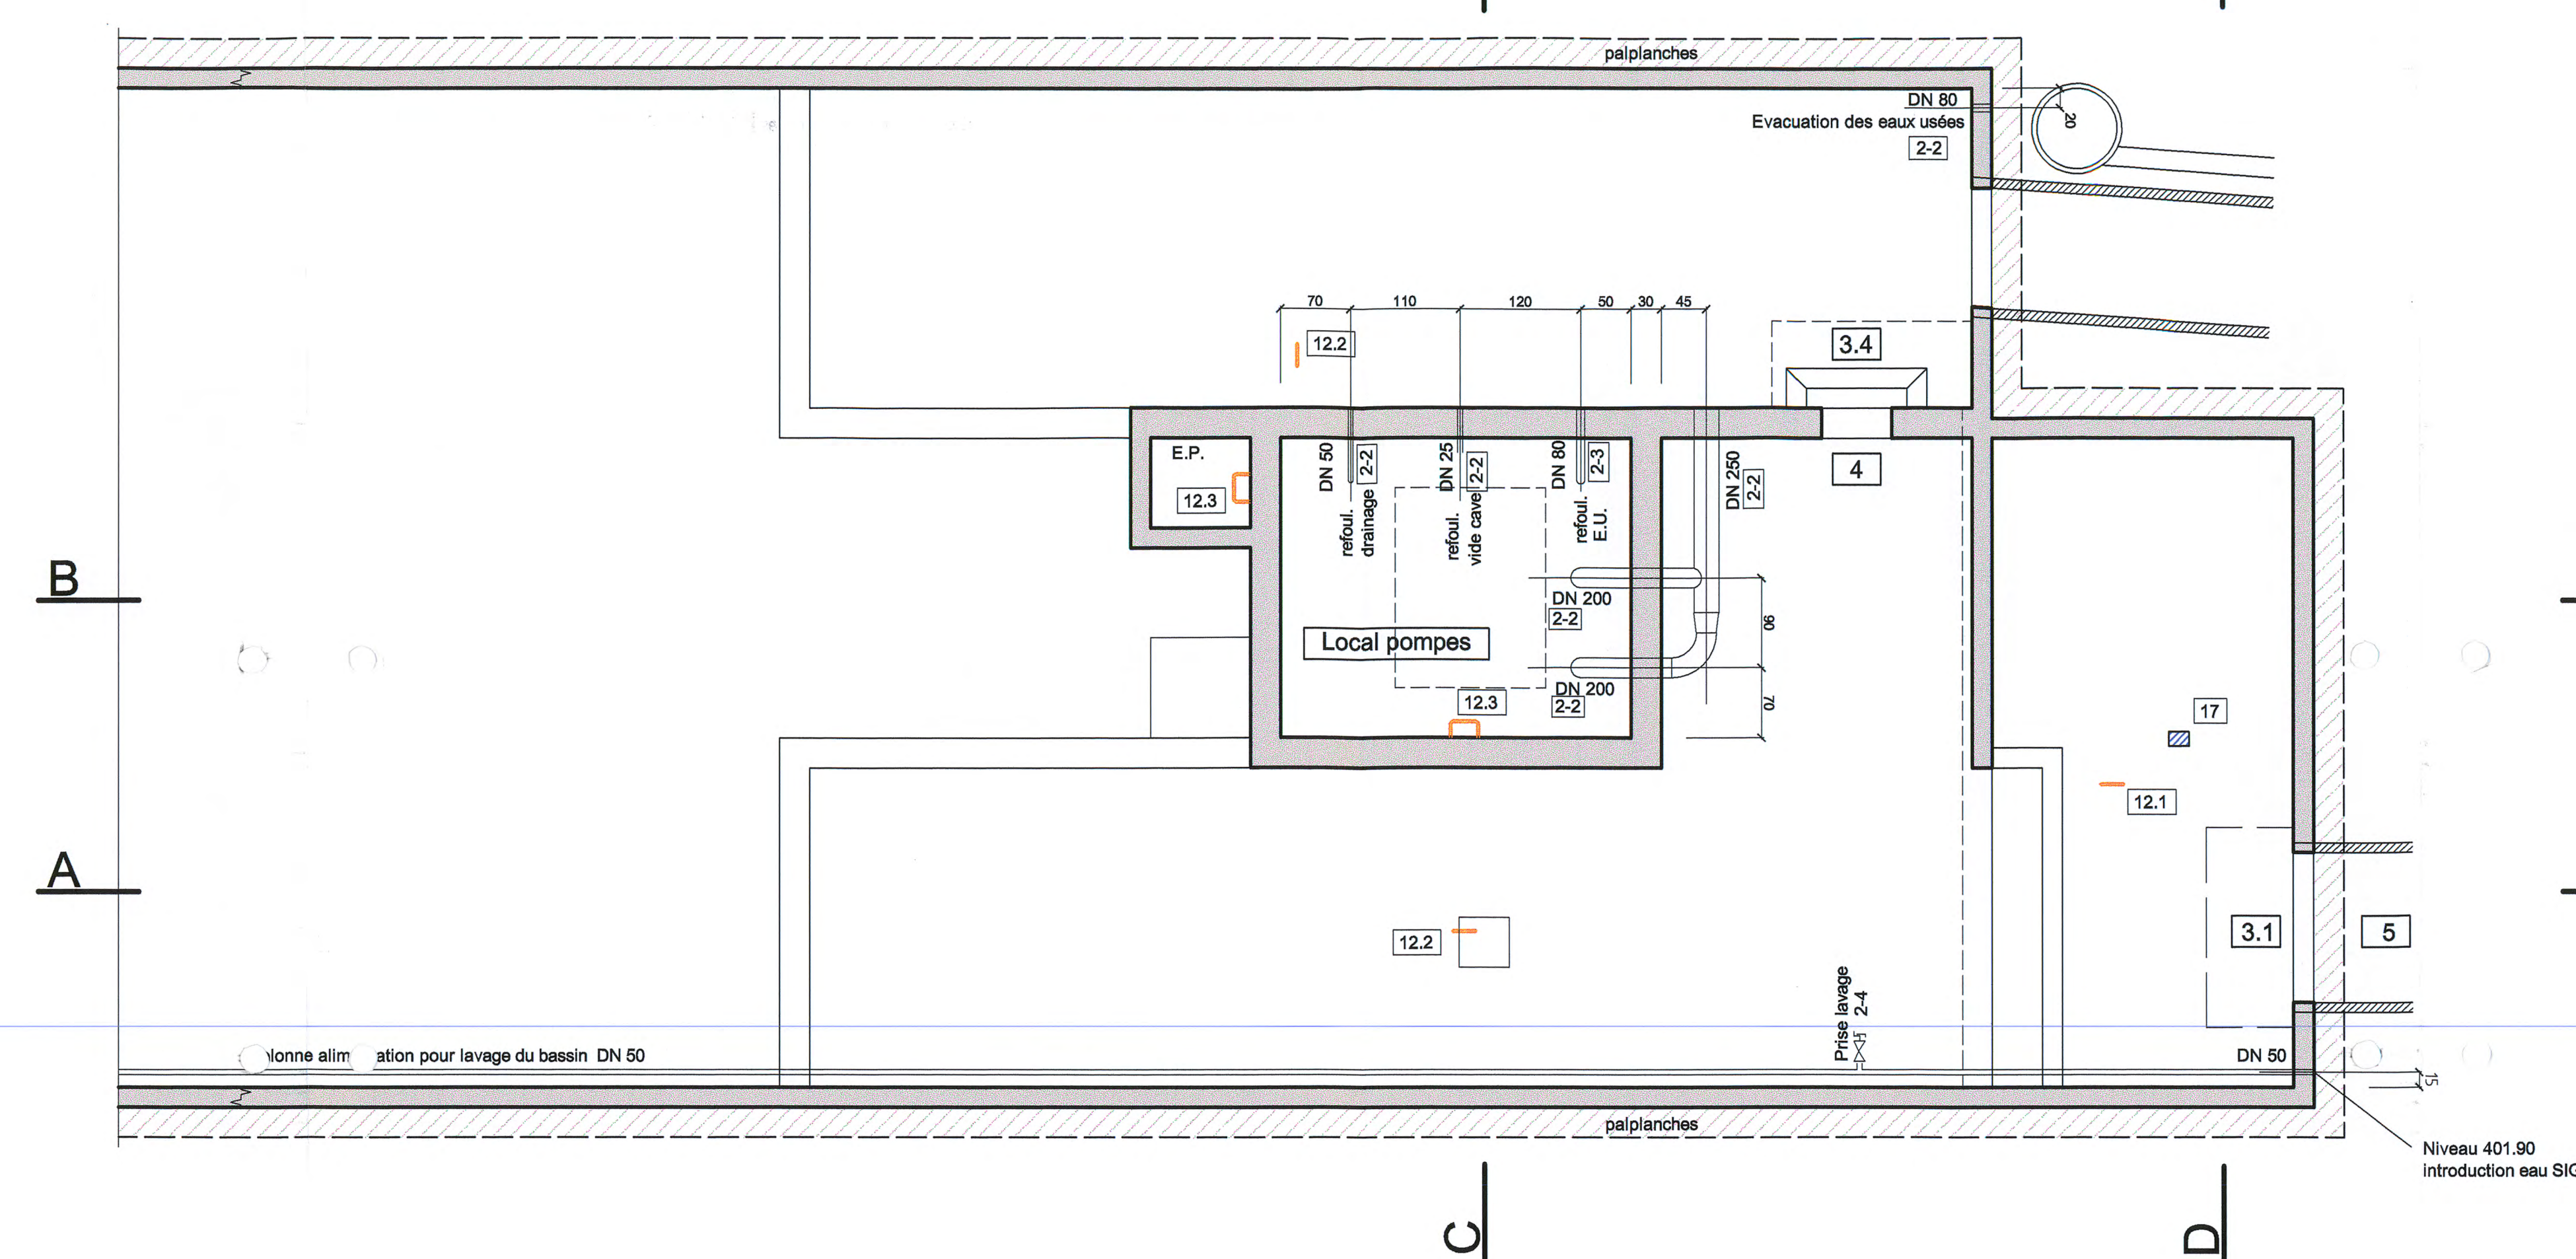 palplanches
DN 80
20
Evacuation des eaux usées
2-2
70
110
120
50
30
45
12.2
3.4
E.P.
12.3
DN 50
2-2
refoul.
drainage
DN 25
2-2
refoul.
vide cave
DN 80
2-3
refoul.
E.U.
DN 250
2-2
4
B
DN 200
2-2
90
Local pompes
DN 200
2-2
12.3
70
17
12.1
A
12.2
3.1
5
Prise lavage
2-4
alim ation pour lavage du bassin DN 50
DN 50
15
palplanches
Niveau 401.90
introduction eau SIG
C
D